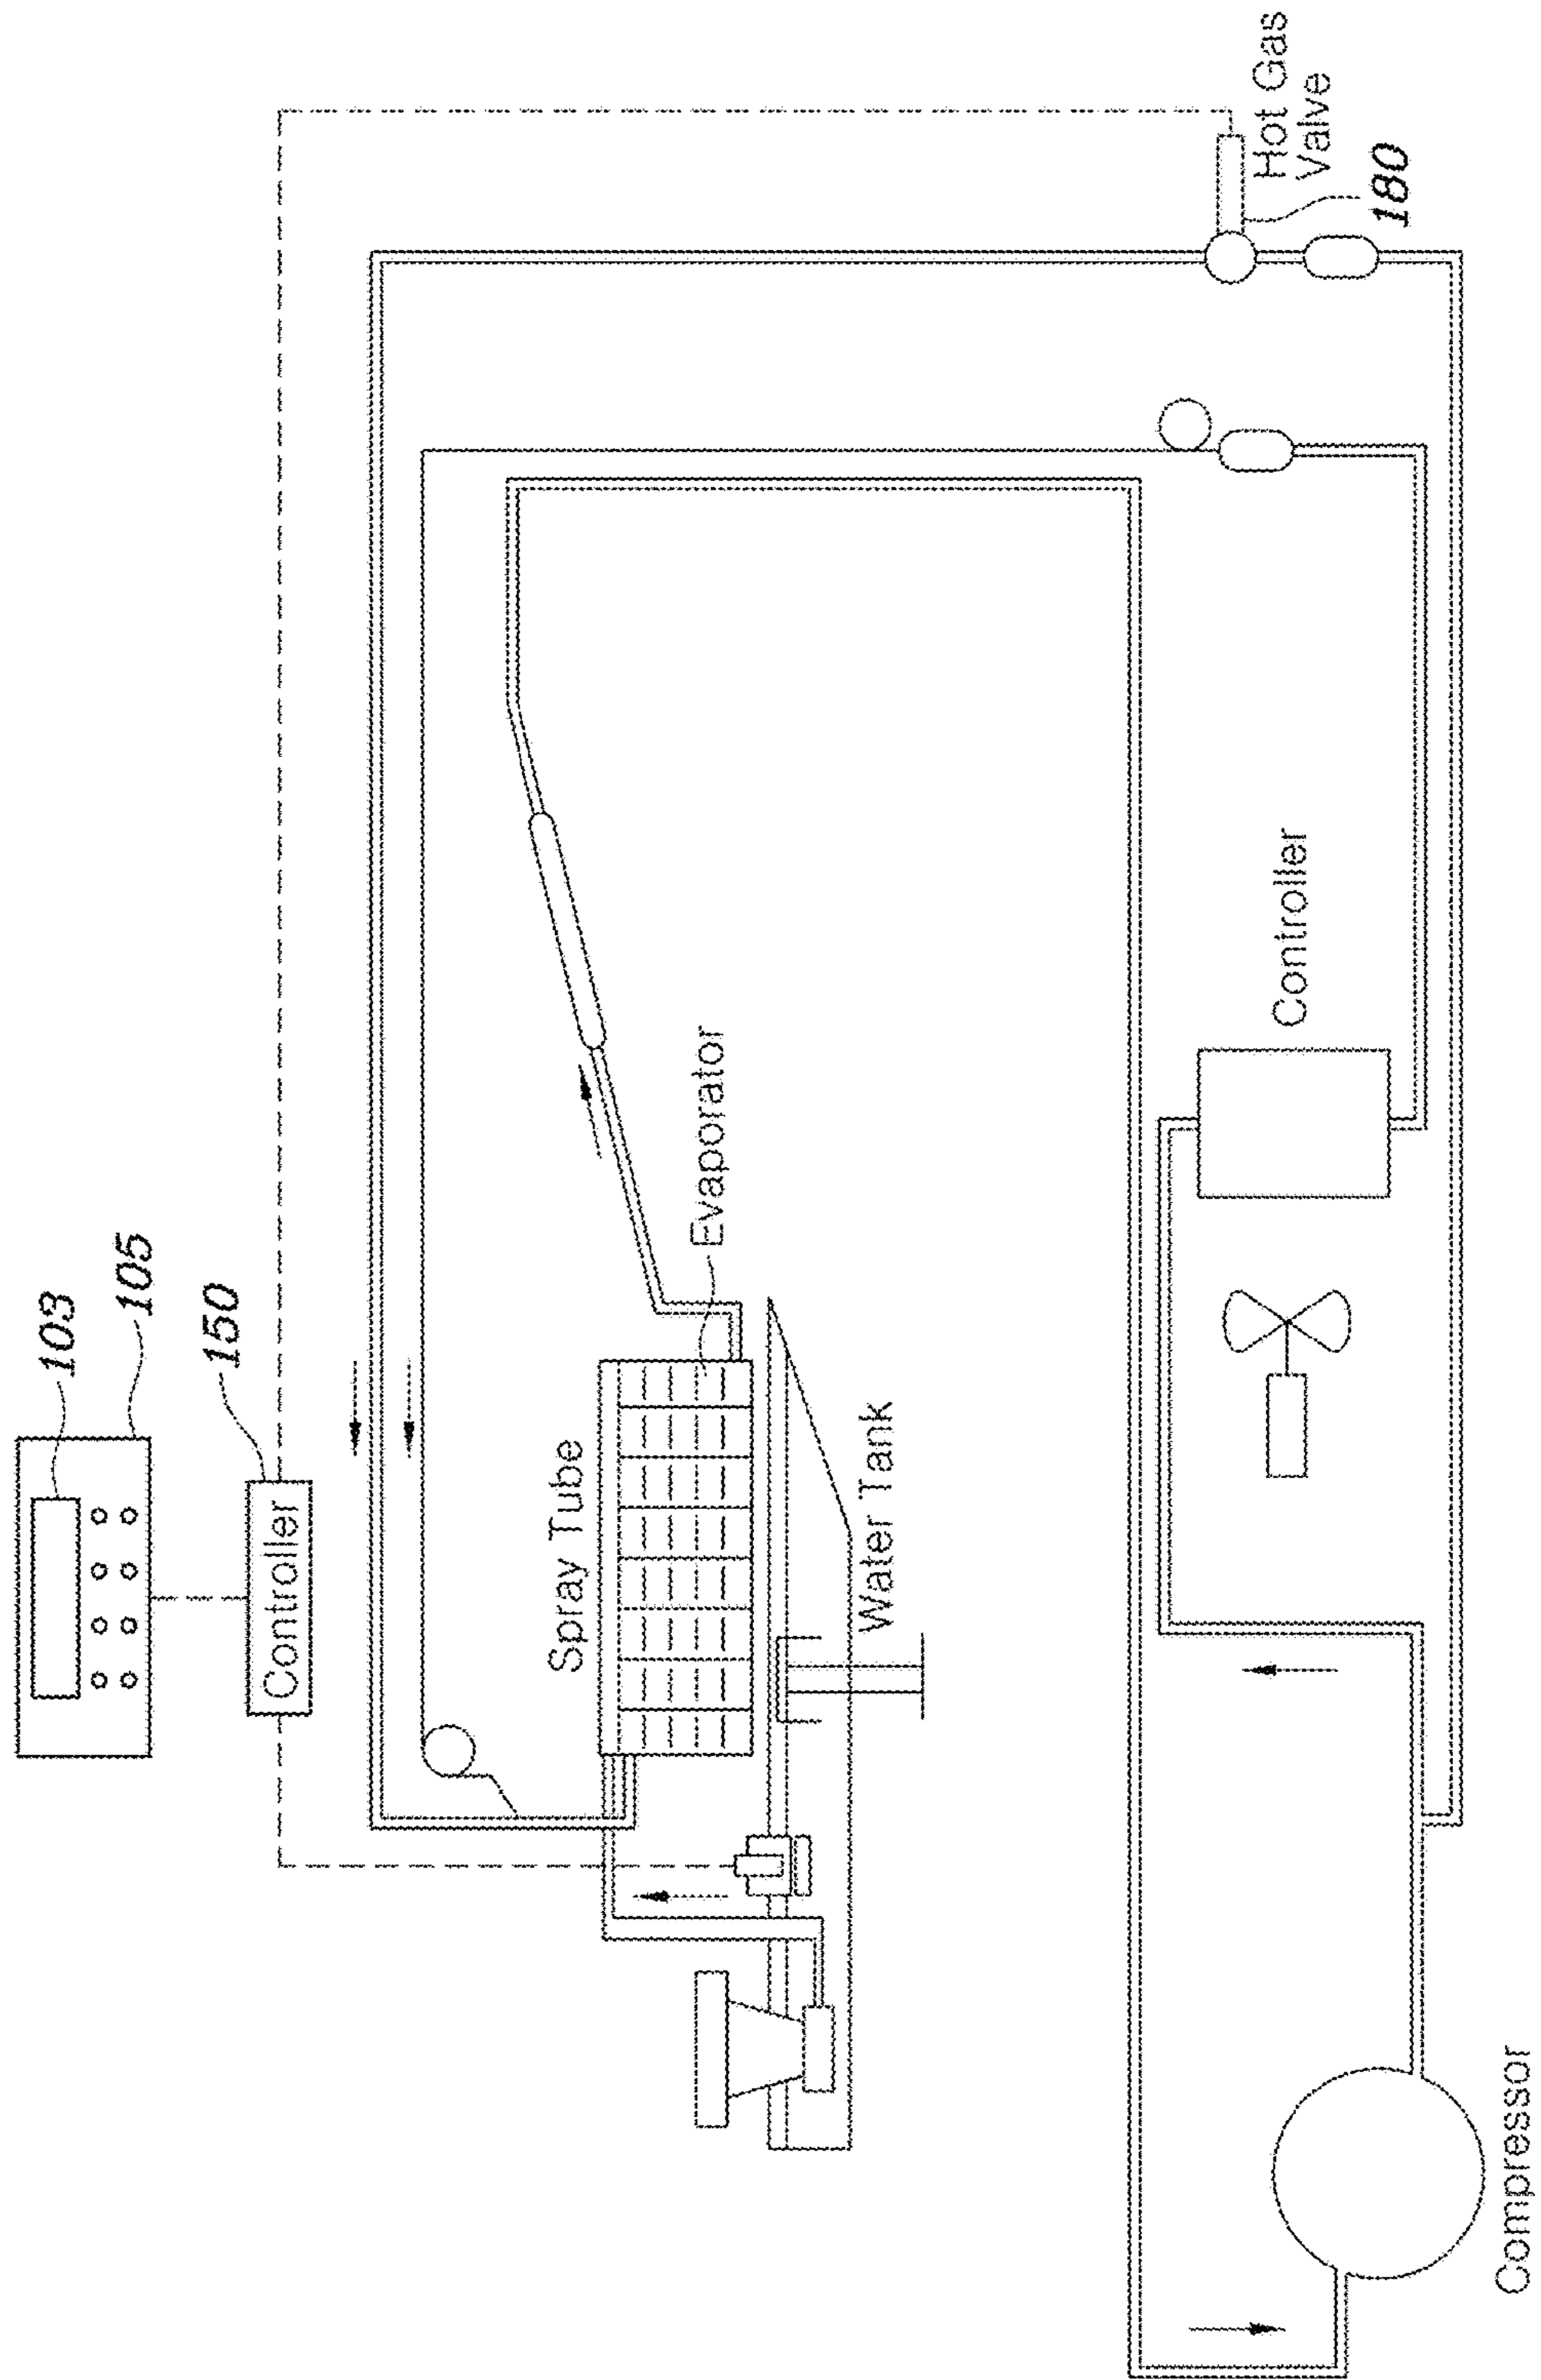 103
105
150
Controller
Spray Tube
Evaporator
Water Tank
Hot Gas
Valve
180
Controller
Compressor